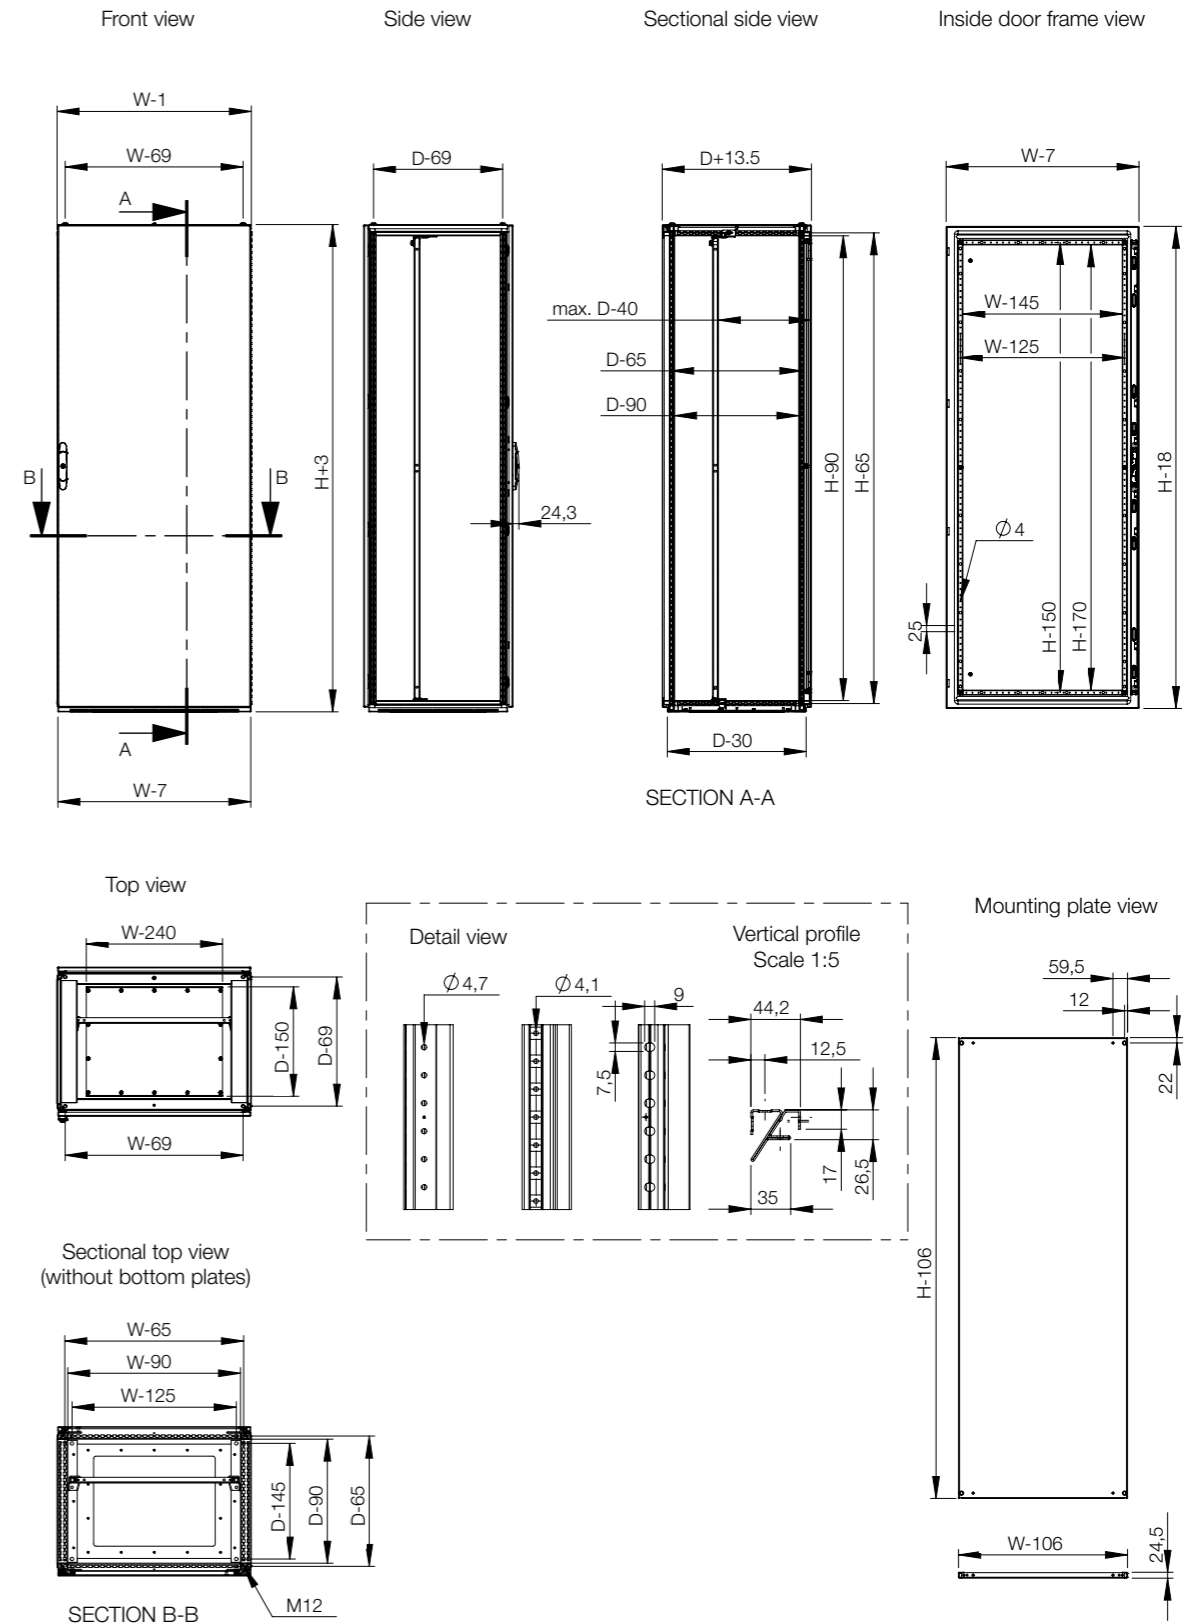 Front view
Side view
Sectional side view
Inside door frame view
W-1
W-69
A
D-69
D+13.5
W-7
max. D-40
W-145
W-125
D-65
D-90
H+3
H-90
H-65
H-18
B
B
24,3
Ø4
25
H-150
H-170
A
D-30
W-7
SECTION A-A
Top view
W-240
D-150
D-69
W-69
Detail view
Vertical profile
Scale 1:5
Ø4,7
Ø4,1
9
44,2
12,5
7,5
17
26,5
35
Mounting plate view
59,5
12
22
H-106
W-106
24,5
Sectional top view
(without bottom plates)
W-65
W-90
W-125
D-145
D-90
D-65
M12
SECTION B-B